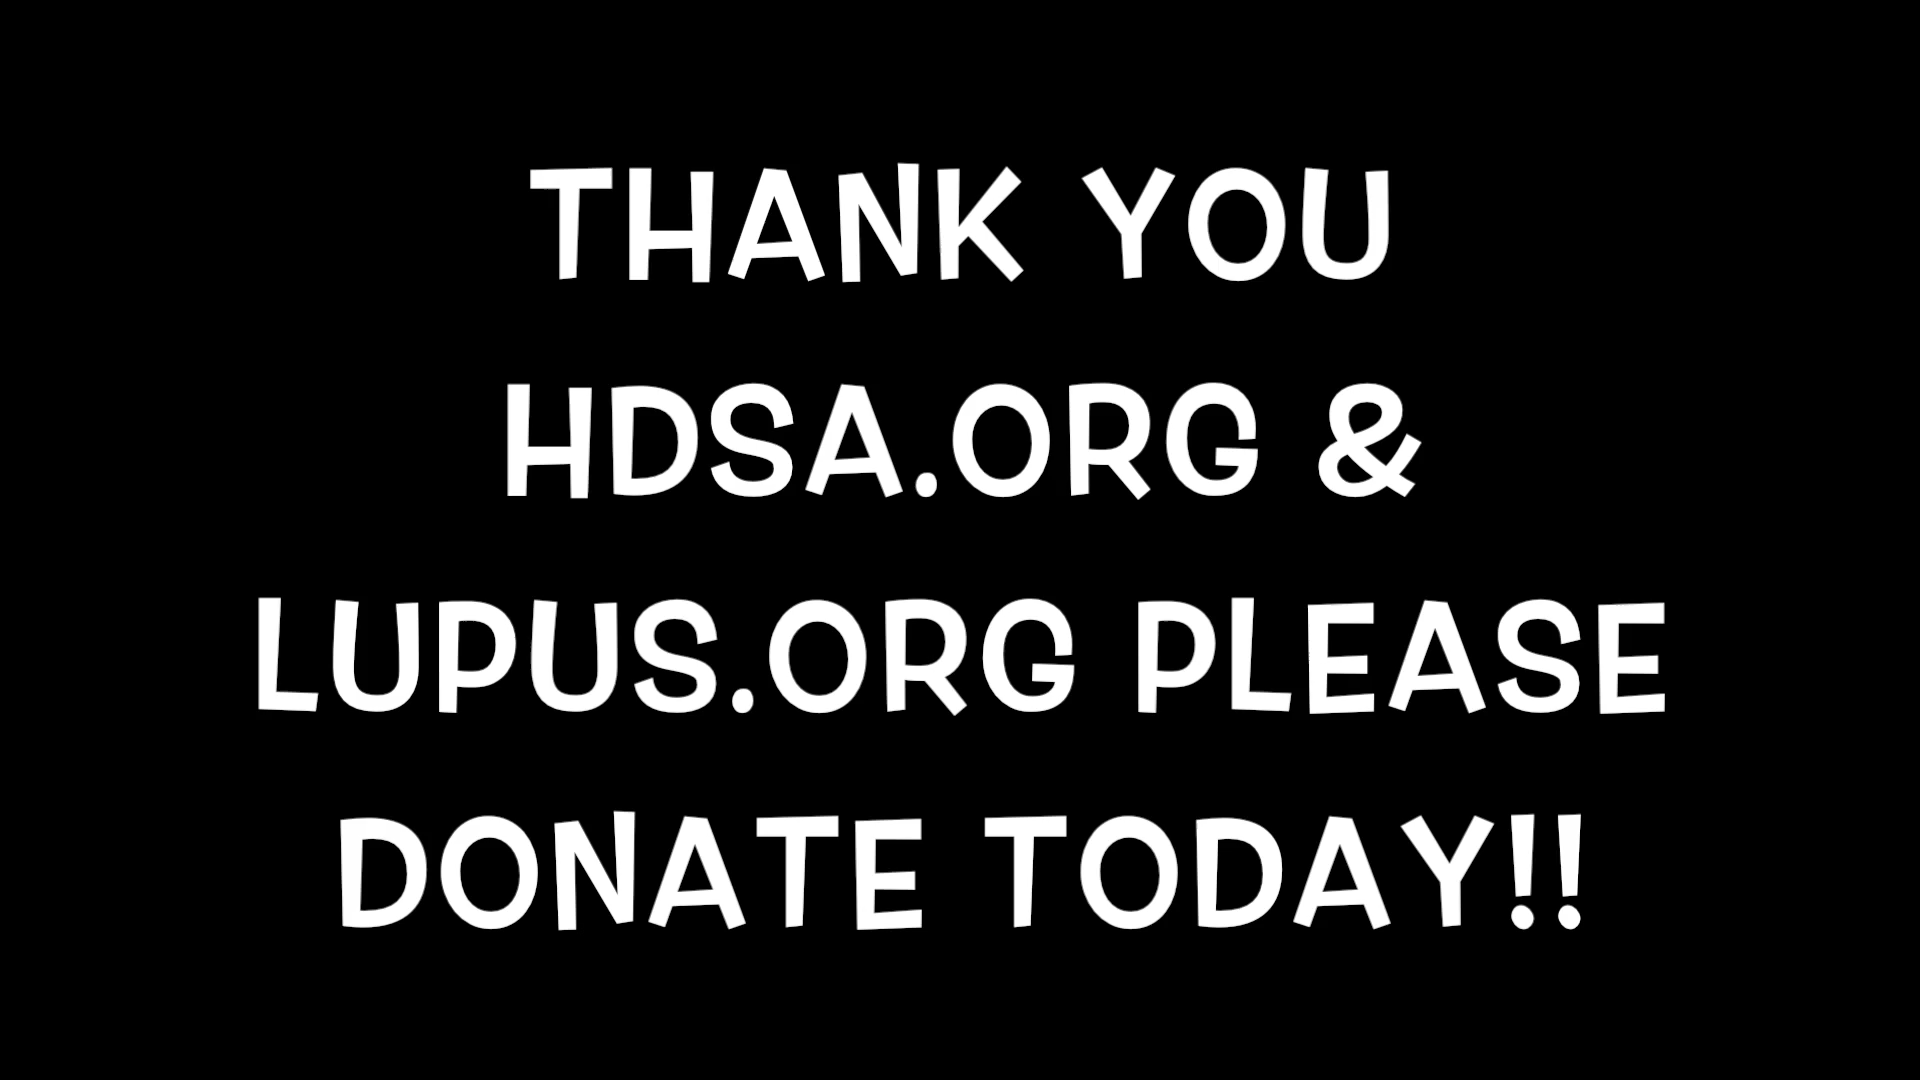 THANK YOU
HDSA.ORG &
LUPUS.ORG PLEASE
DONATE TODAY!!